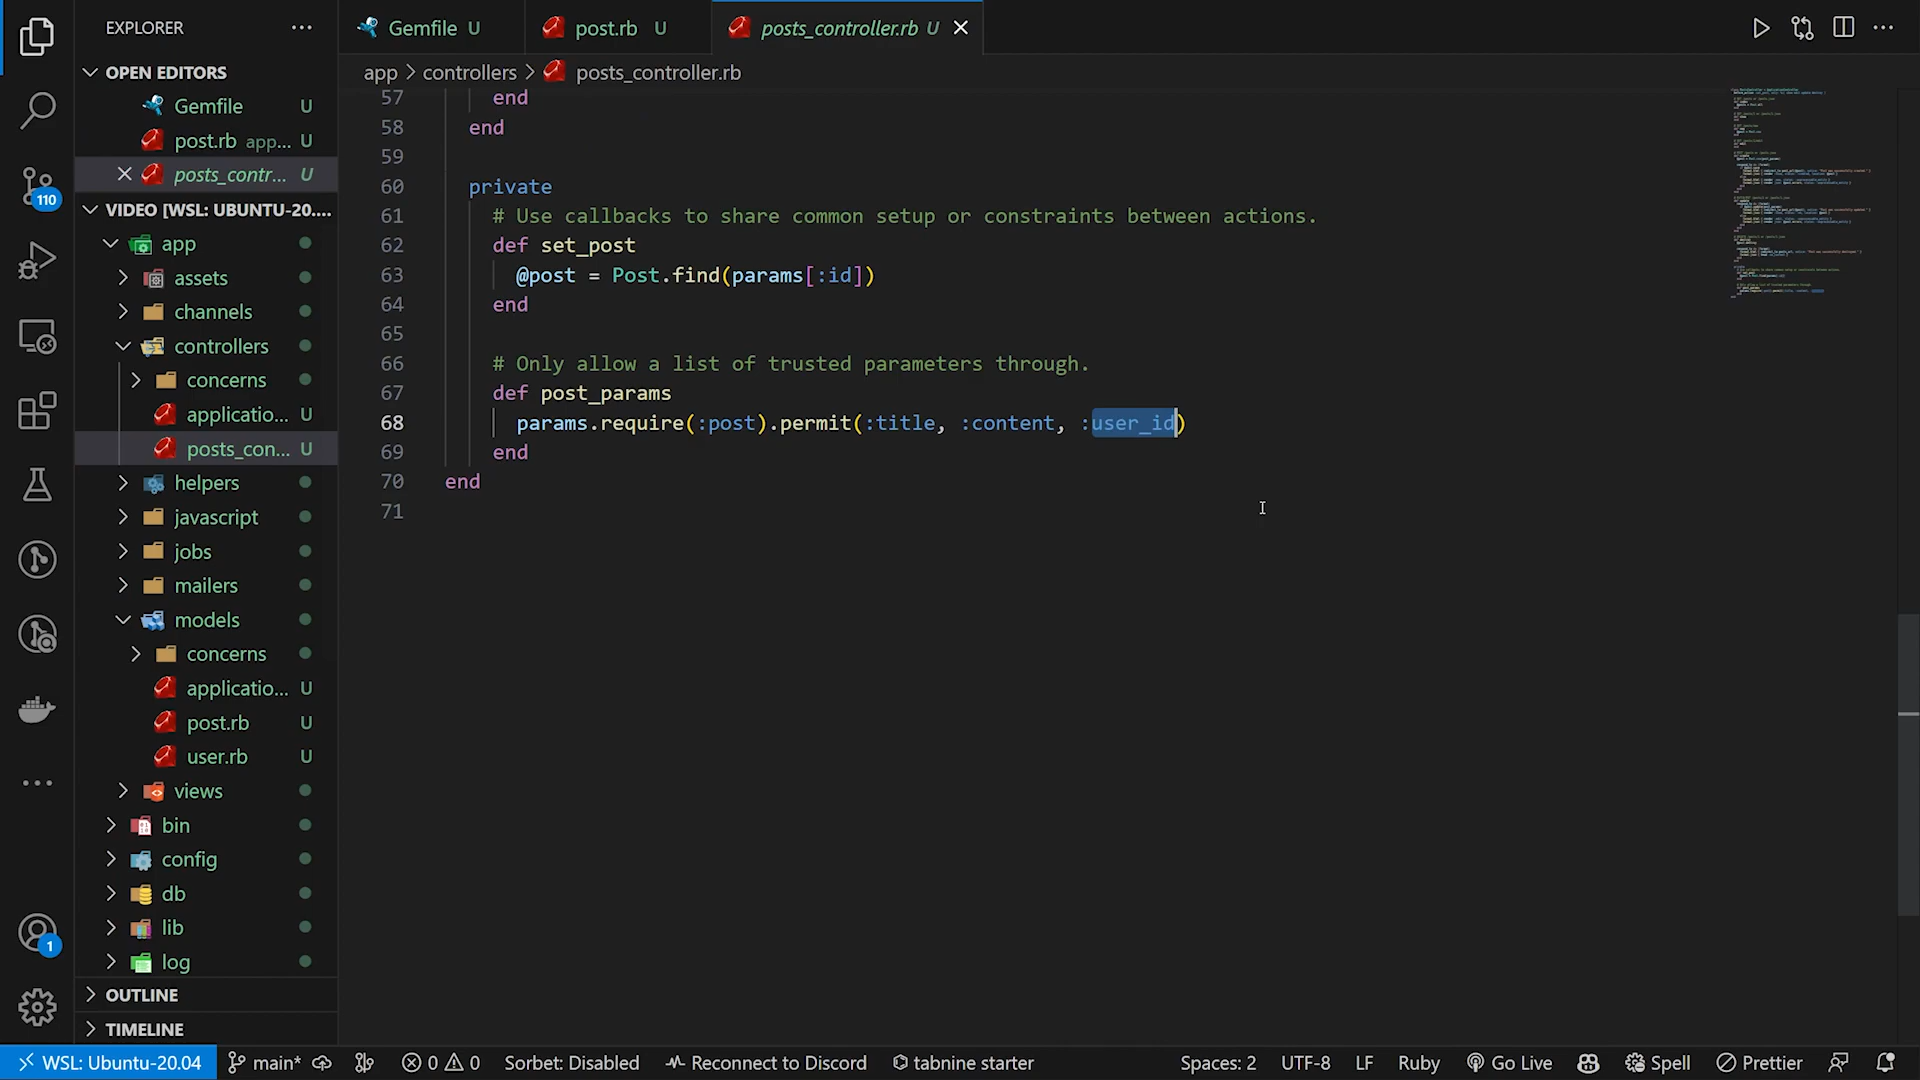 EXPLORER
OPEN EDITORS
Gemfile U
post.rb app... U
posts_contr... U
VIDEO [WSL: UBUNTU-20....
app
assets
channels
controllers
concerns
applicatio... U
posts_con... U
helpers
javascript
jobs
mailers
models
concerns
applicatio... U
post.rb U
user.rb U
views
bin
config
db
lib
log
OUTLINE
TIMELINE
110
1
Gemfile U
post.rb U
posts_controller.rb U
app > controllers > posts_controller.rb
57 end
58 end
59
60 private
61 # Use callbacks to share common setup or constraints between actions.
62 def set_post
63 @post = Post.find(params[:id])
64 end
65
66 # Only allow a list of trusted parameters through.
67 def post_params
68 params.require(:post).permit(:title, :content, :user_id)
69 end
70 end
71
WSL: Ubuntu-20.04 main* 0 0 Sorbet: Disabled Reconnect to Discord tabnine starter Spaces: 2 UTF-8 LF Ruby Go Live Spell Prettier